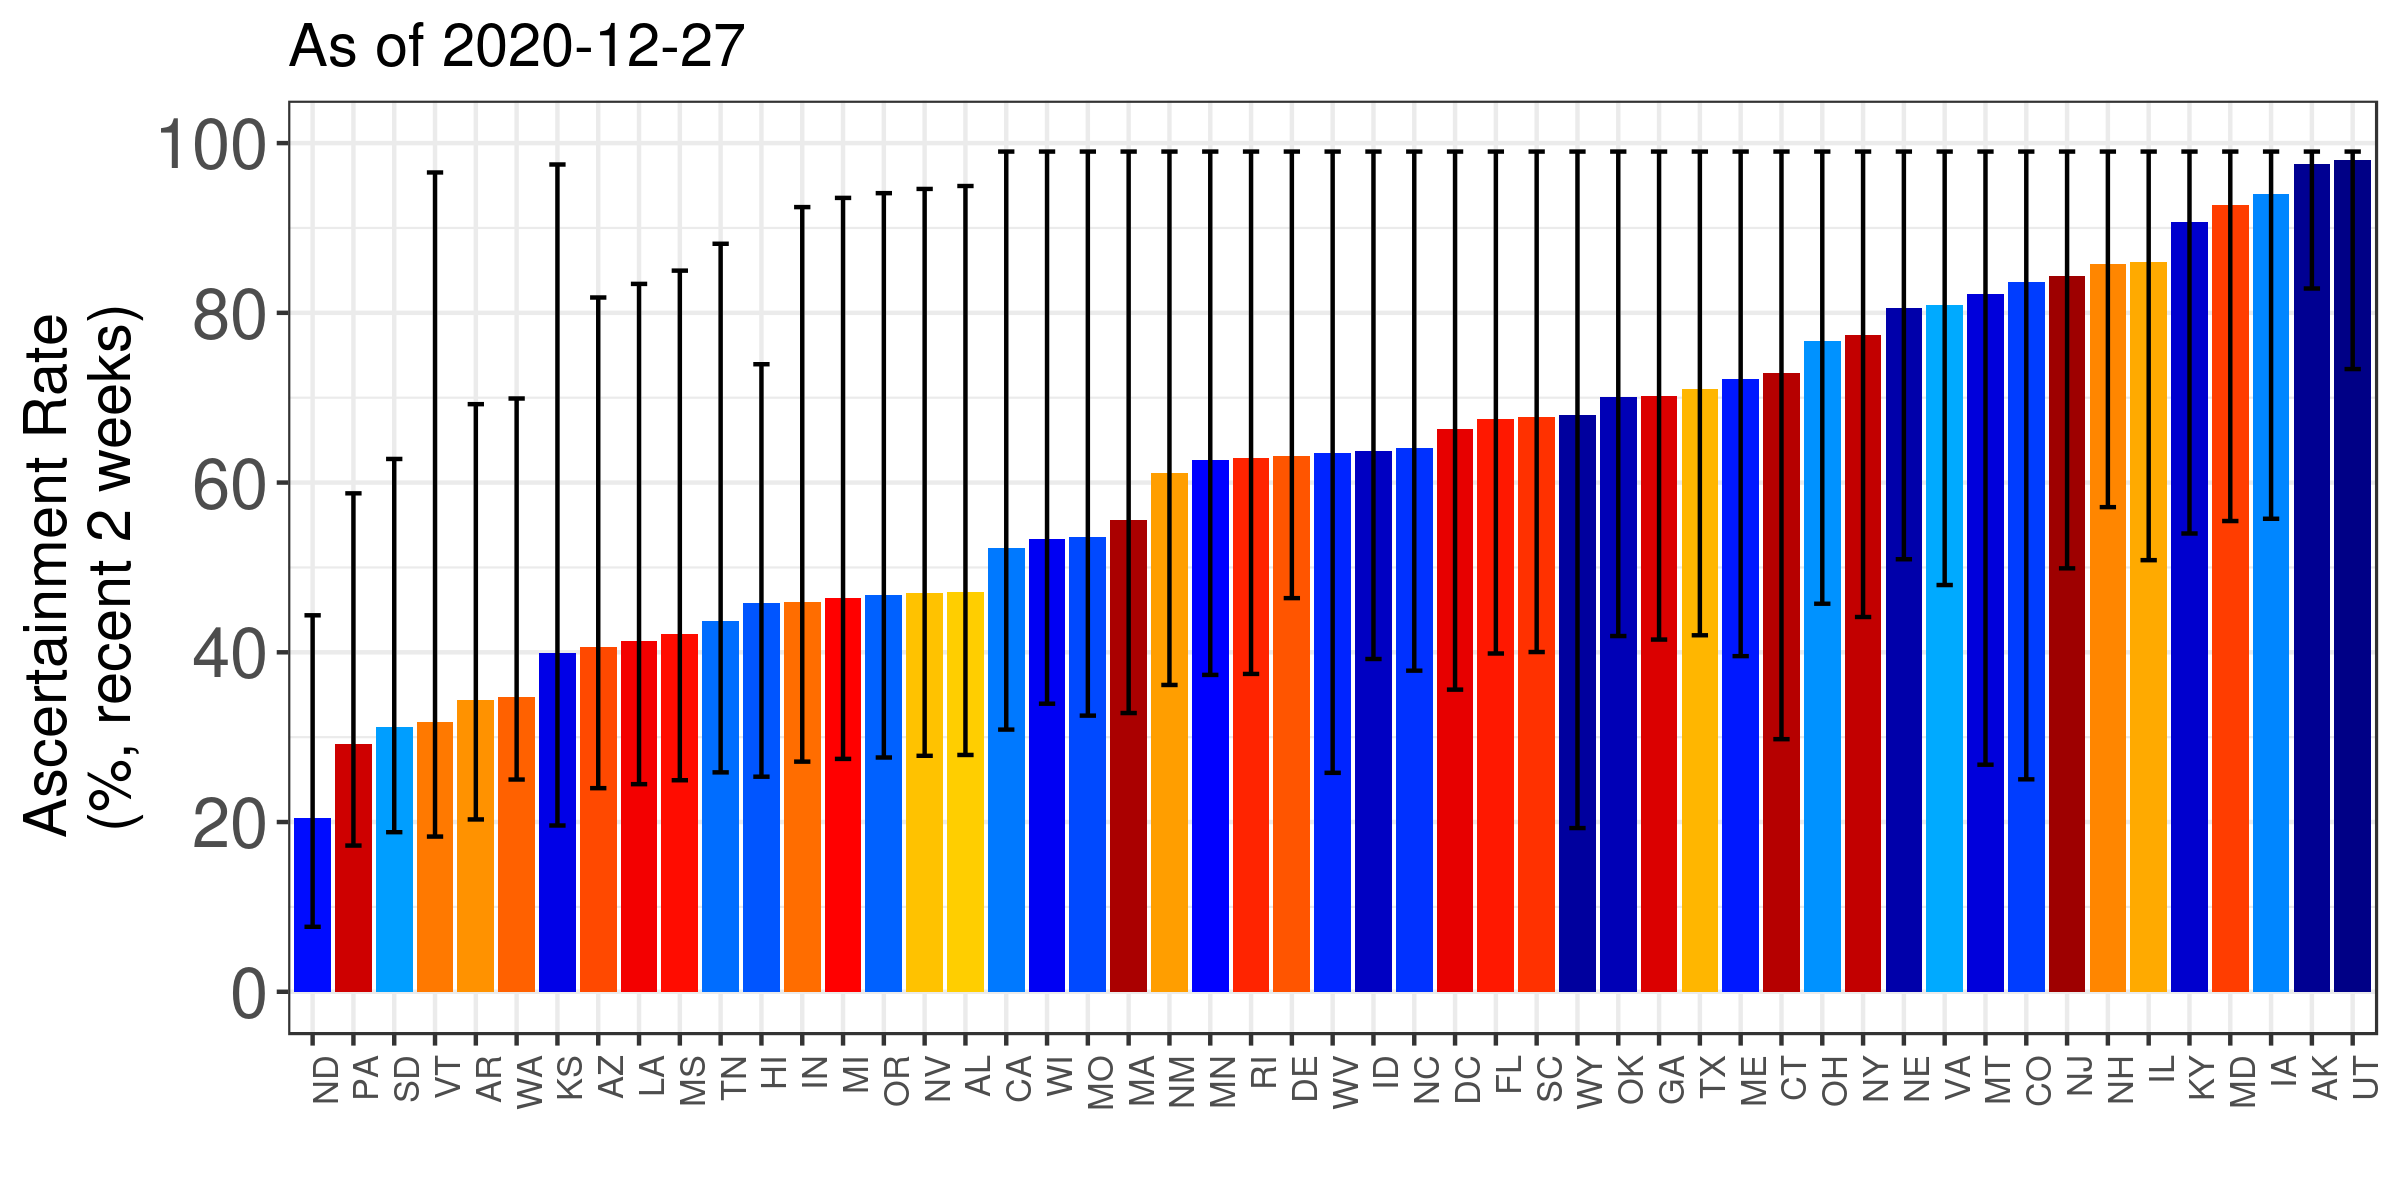 As of 2020-12-27
Ascertainment Rate
(%, recent 2 weeks)
100
80
60
40
20
0
ND PA SD VT AR WA KS AZ LA MS TN HI IN MI OR NV AL CA WI MO MA NM MN RI DE WV ID NC DC FL SC WY OK GA TX ME CT OH NY NE VA MT CO NJ NH IL KY MD IA AK UT